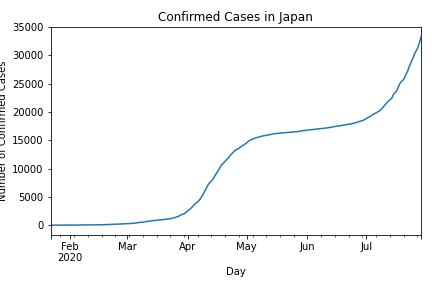 Confirmed Cases in Japan
35000
30000
25000
20000
15000
10000
5000
0
Number of Confirmed Cases
Feb
2020
Mar
Apr
May
Jun
Jul
Day